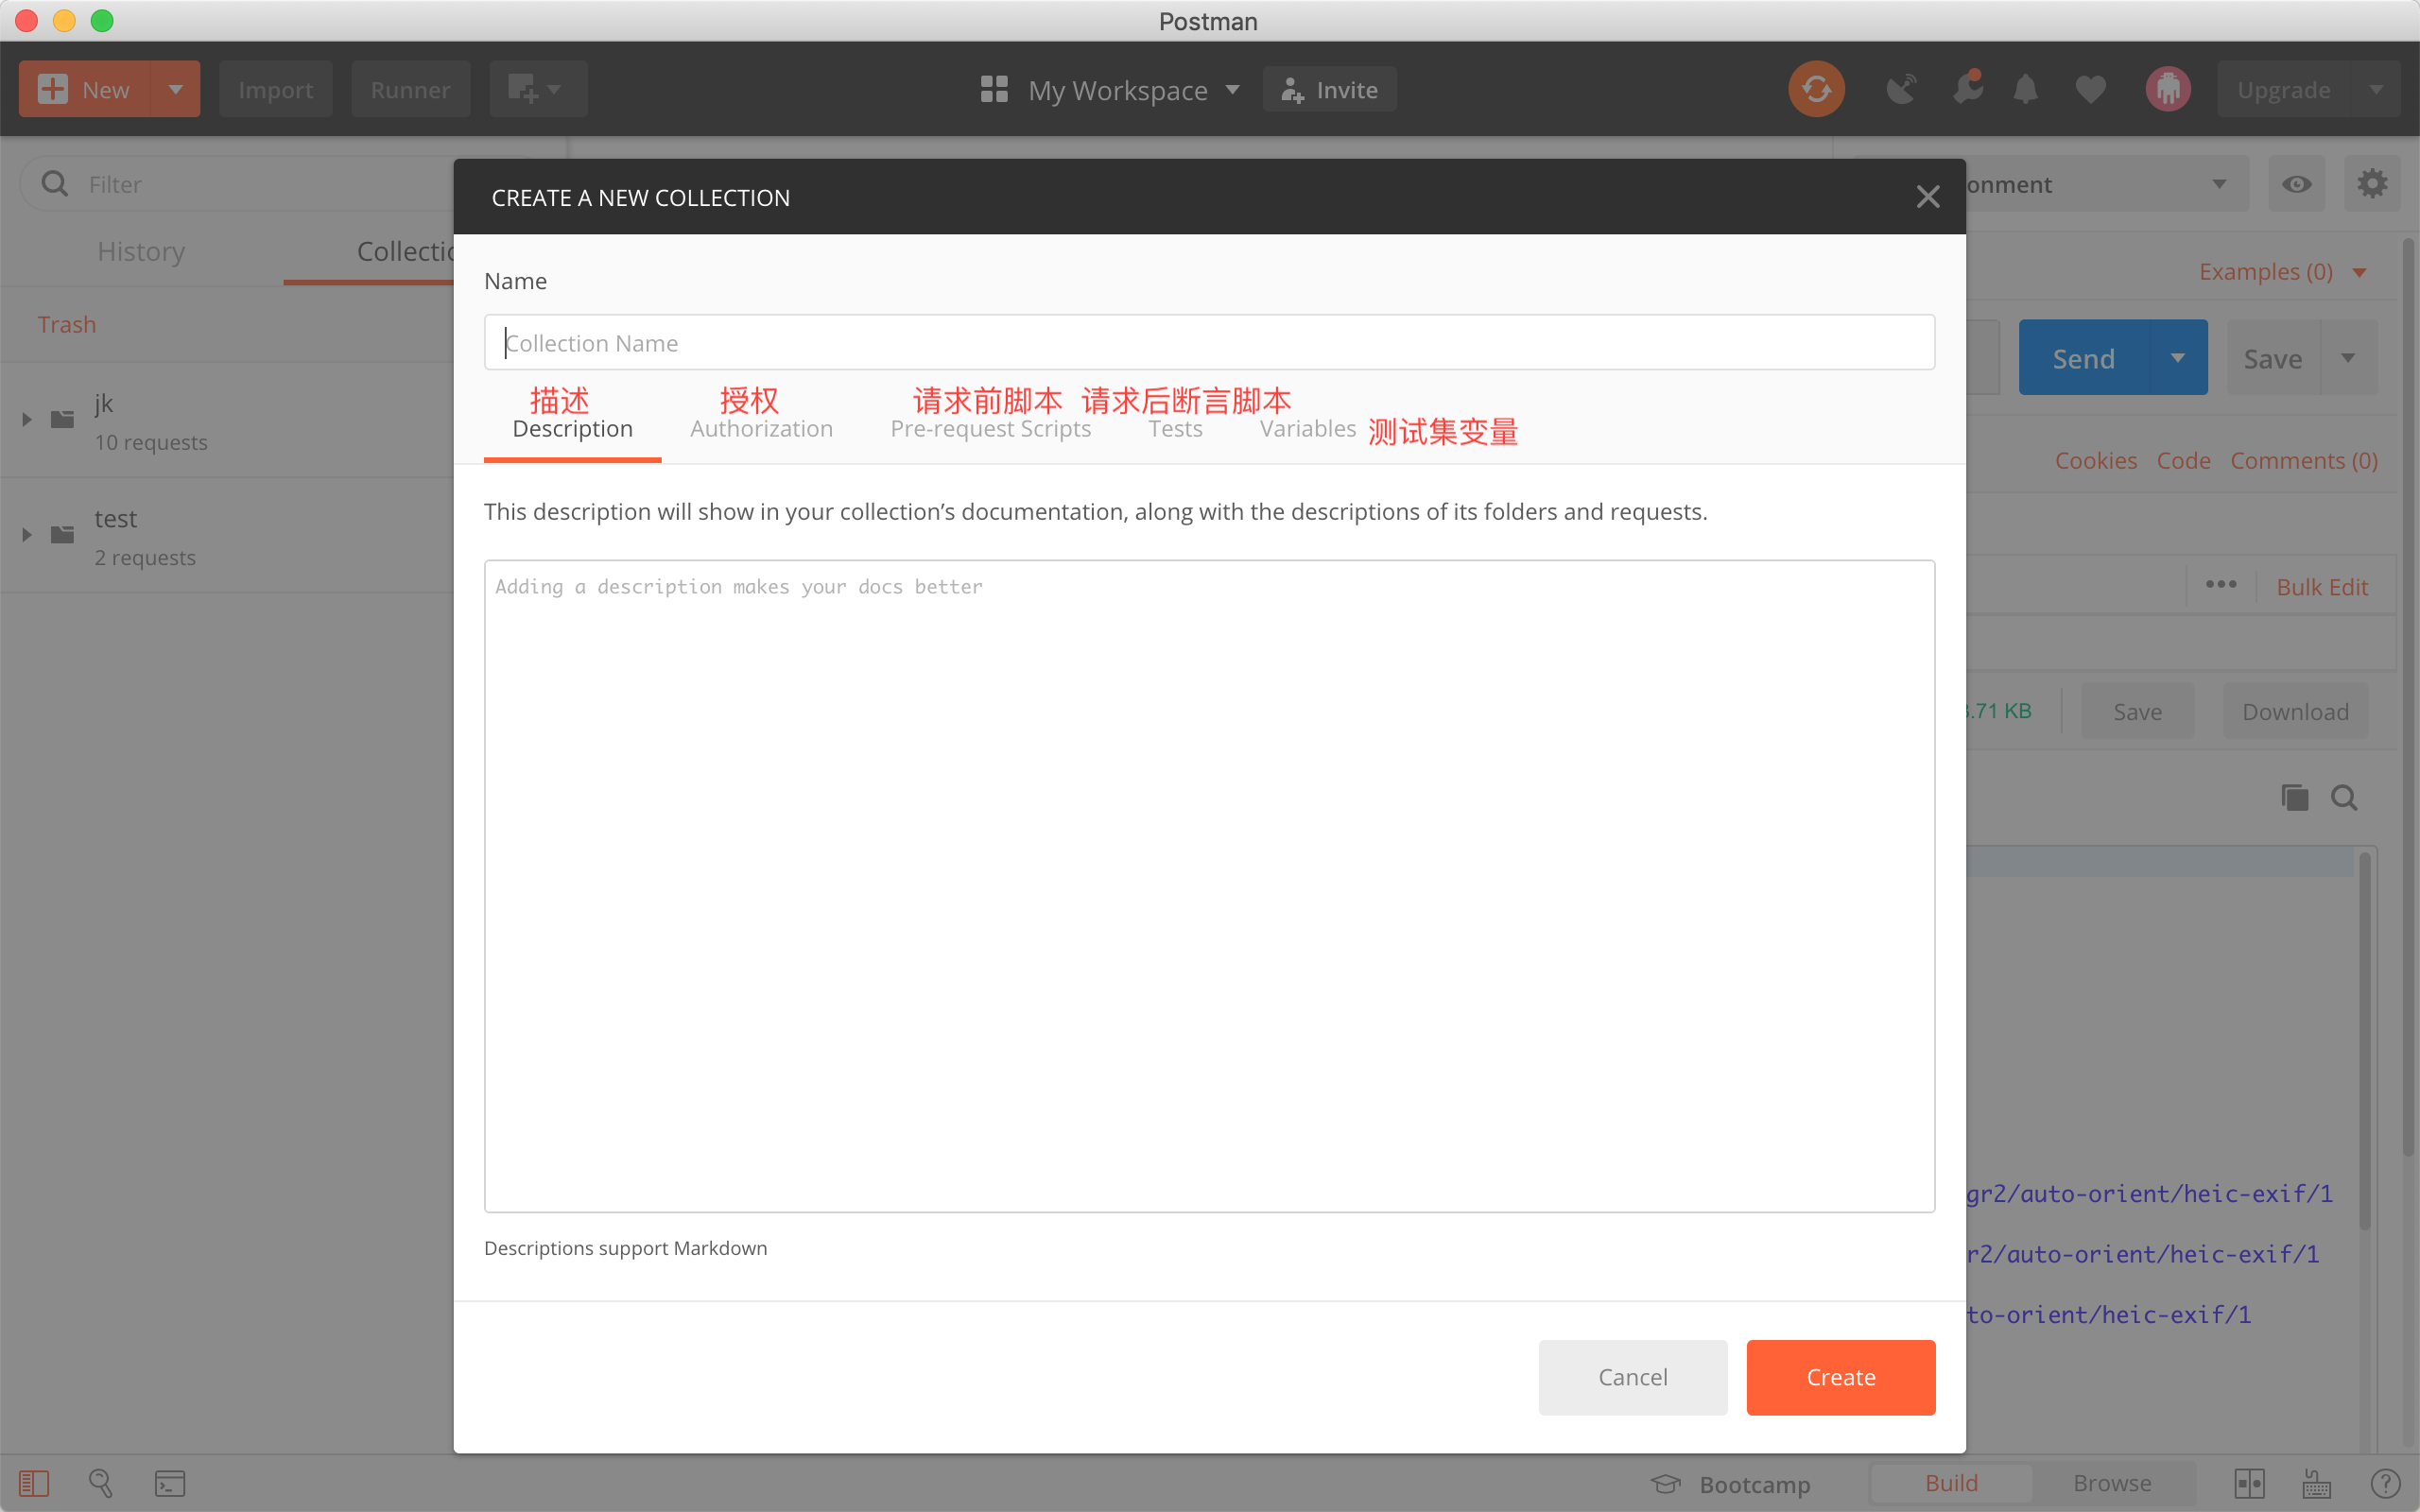 Postman
New
Import
Runner
My Workspace
Invite
Upgrade
Filter
History
Trash
jk
10 requests
test
2 requests
CREATE A NEW COLLECTION
Name
Collection Name
描述 授权 请求前脚本 请求后断言脚本
Description Authorization Pre-request Scripts Tests Variables 测试集变量
This description will show in your collection’s documentation, along with the descriptions of its folders and requests.
Adding a description makes your docs better
Descriptions support Markdown
Cancel
Create
Examples (0)
Send
Save
Cookies Code Comments (0)
Bulk Edit
.71 KB
Save
Download
gr2/auto-orient/heic-exif/1
r2/auto-orient/heic-exif/1
to-orient/heic-exif/1
Bootcamp
Build
Browse